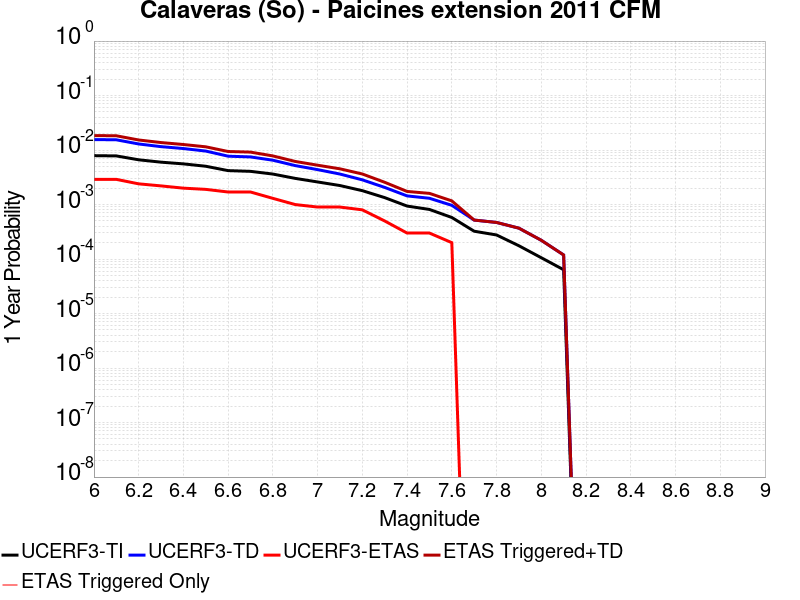 Calaveras (So) - Paicines extension 2011 CFM
10^0
10^-1
10^-2
10^-3
10^-4
10^-5
10^-6
10^-7
10^-8
1 Year Probability
6 6.2 6.4 6.6 6.8 7 7.2 7.4 7.6 7.8 8 8.2 8.4 8.6 8.8 9
Magnitude
UCERF3-TI UCERF3-TD UCERF3-ETAS ETAS Triggered+TD
ETAS Triggered Only